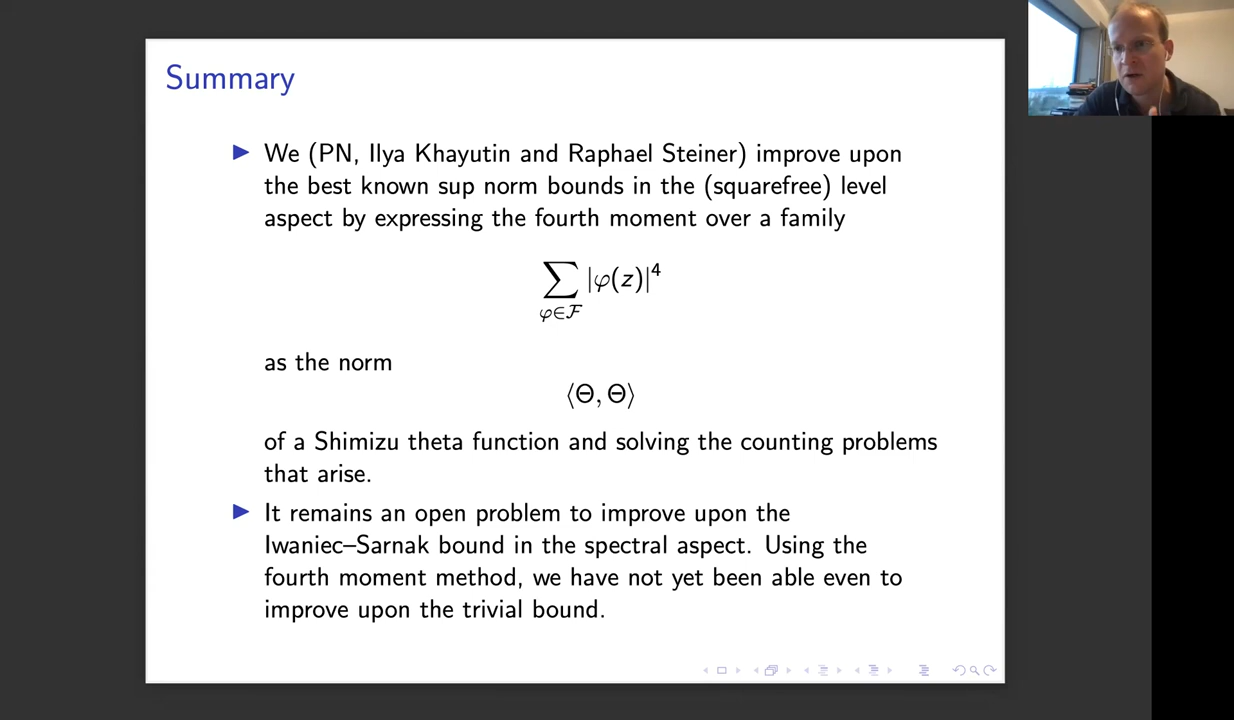 Summary
We (PN, Ilya Khayutin and Raphael Steiner) improve upon
the best known sup norm bounds in the (squarefree) level
aspect by expressing the fourth moment over a family
∑ |φ(z)|⁴
φ∈ℱ
as the norm
⟨Θ, Θ⟩
of a Shimizu theta function and solving the counting problems
that arise.
It remains an open problem to improve upon the
Iwaniec–Sarnak bound in the spectral aspect. Using the
fourth moment method, we have not yet been able even to
improve upon the trivial bound.